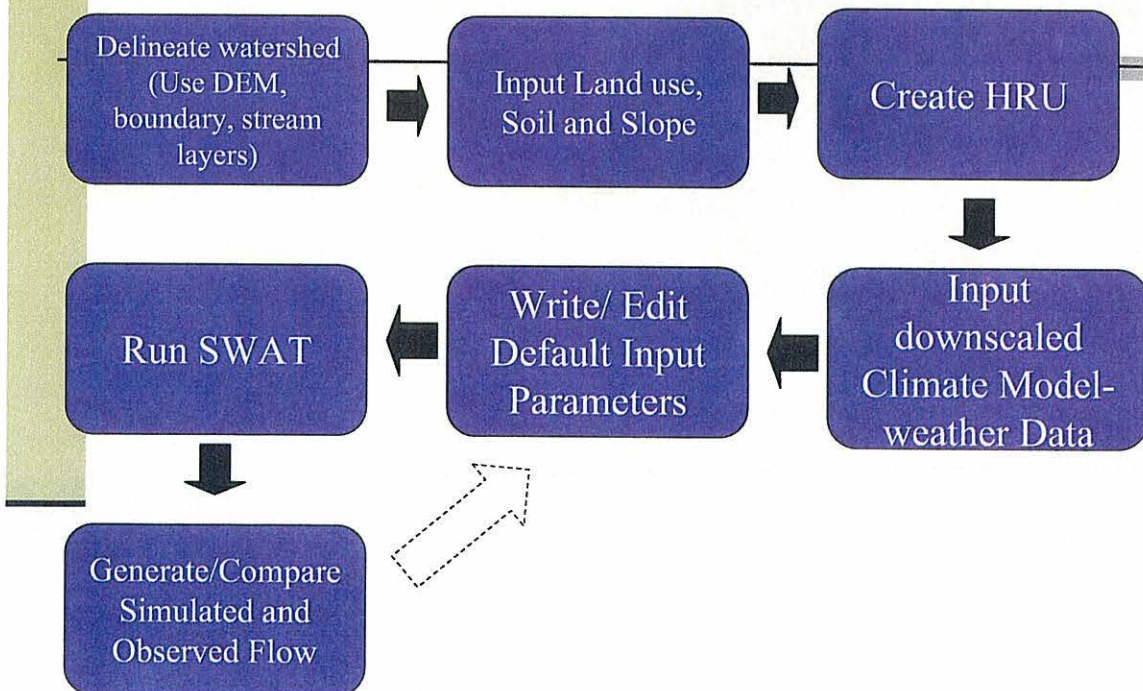 Delineate watershed
(Use DEM,
boundary, stream
layers)
Input Land use,
Soil and Slope
Create HRU
Input
downscaled
Climate Model-
weather Data
Write/ Edit
Default Input
Parameters
Run SWAT
Generate/Compare
Simulated and
Observed Flow